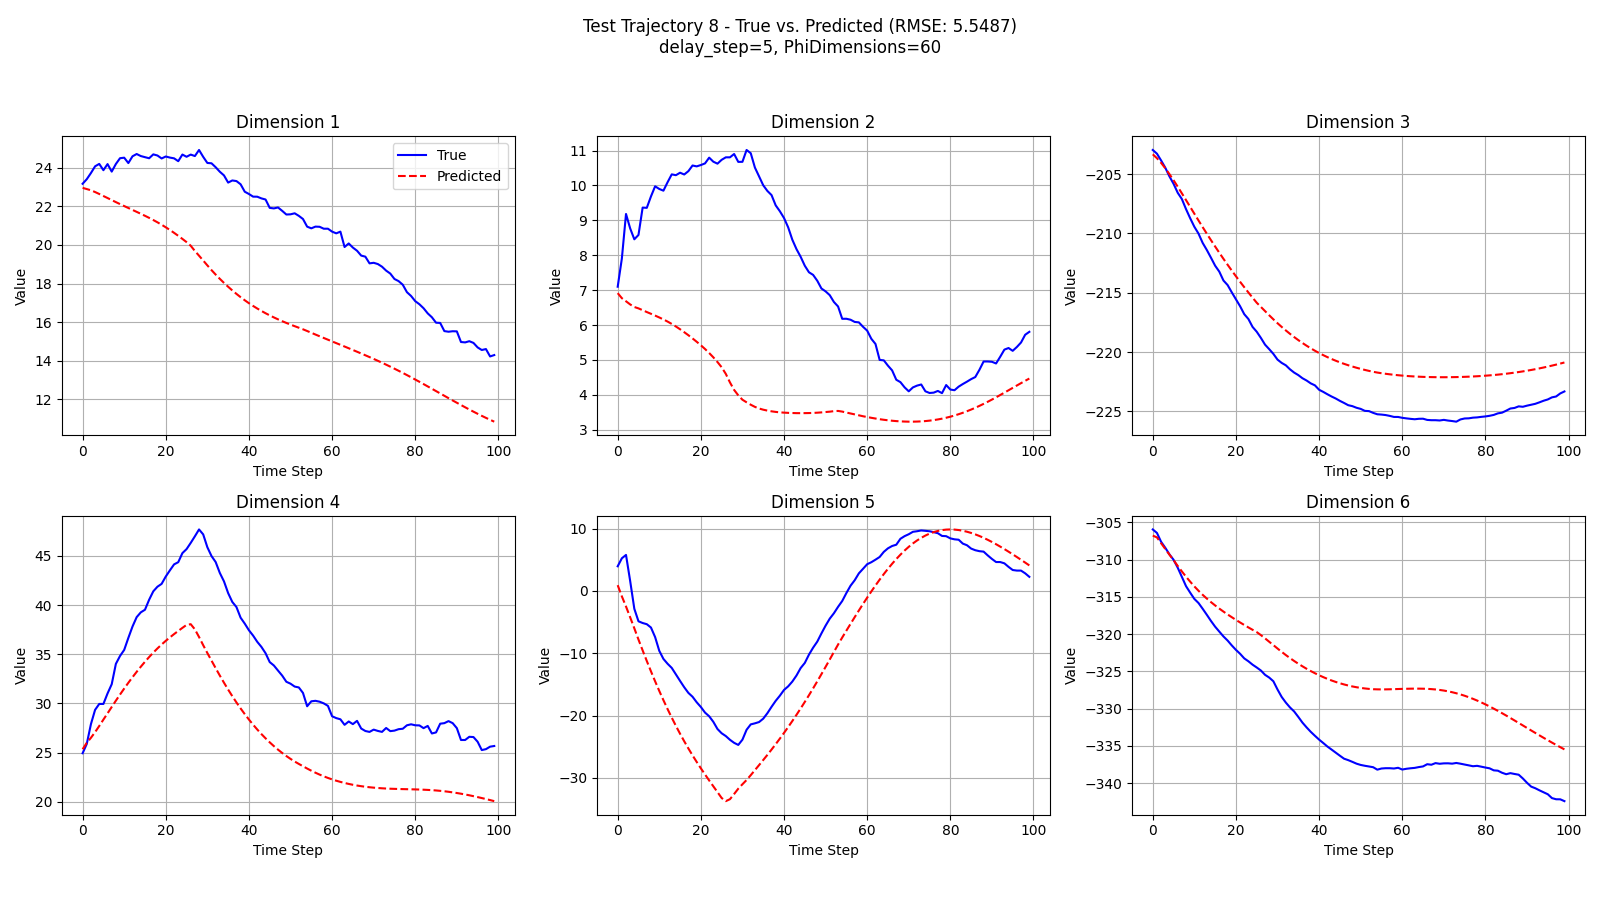 Test Trajectory 8 - True vs. Predicted (RMSE: 5.5487)
delay_step=5, PhiDimensions=60
Dimension 1
24
22
20
18
16
14
12
Value
0 20 40 60 80 100
Time Step
True
Predicted
Dimension 2
11
10
9
8
7
6
5
4
3
Value
0 20 40 60 80 100
Time Step
Dimension 3
−205
−210
−215
−220
−225
Value
0 20 40 60 80 100
Time Step
Dimension 4
45
40
35
30
25
20
Value
0 20 40 60 80 100
Time Step
Dimension 5
10
0
−10
−20
−30
Value
0 20 40 60 80 100
Time Step
Dimension 6
−305
−310
−315
−320
−325
−330
−335
−340
Value
0 20 40 60 80 100
Time Step